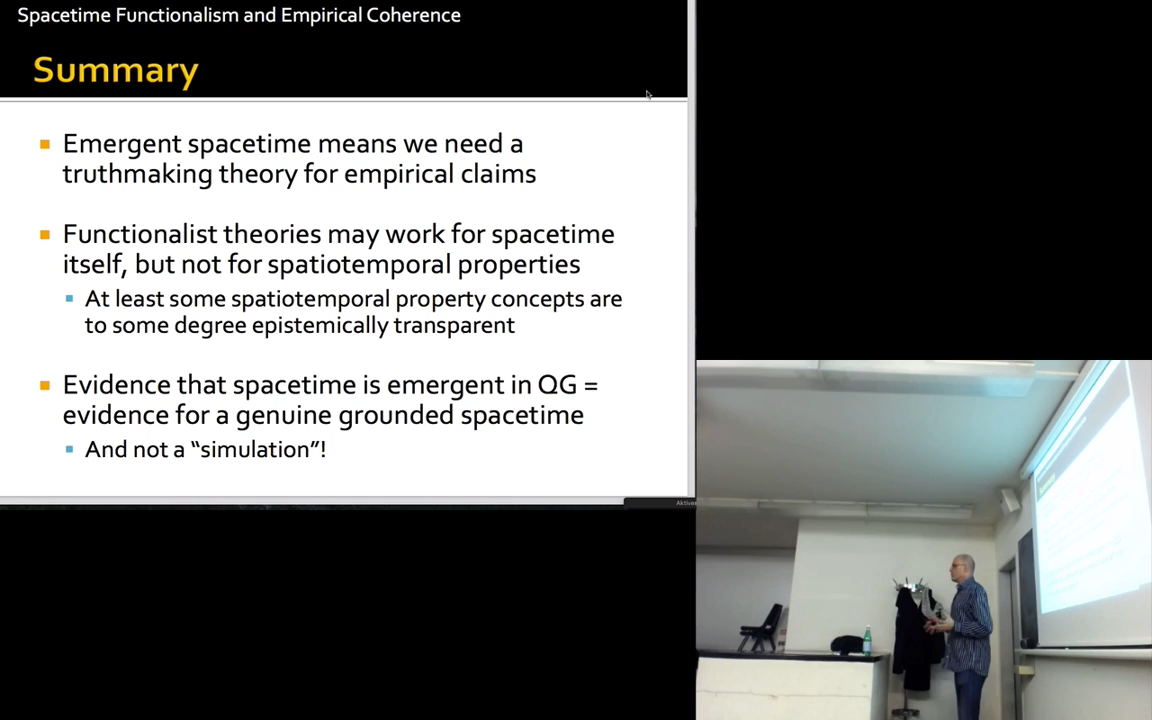 Spacetime Functionalism and Empirical Coherence
Summary
Emergent spacetime means we need a
truthmaking theory for empirical claims
Functionalist theories may work for spacetime
itself, but not for spatiotemporal properties
At least some spatiotemporal property concepts are
to some degree epistemically transparent
Evidence that spacetime is emergent in QG =
evidence for a genuine grounded spacetime
And not a “simulation”!